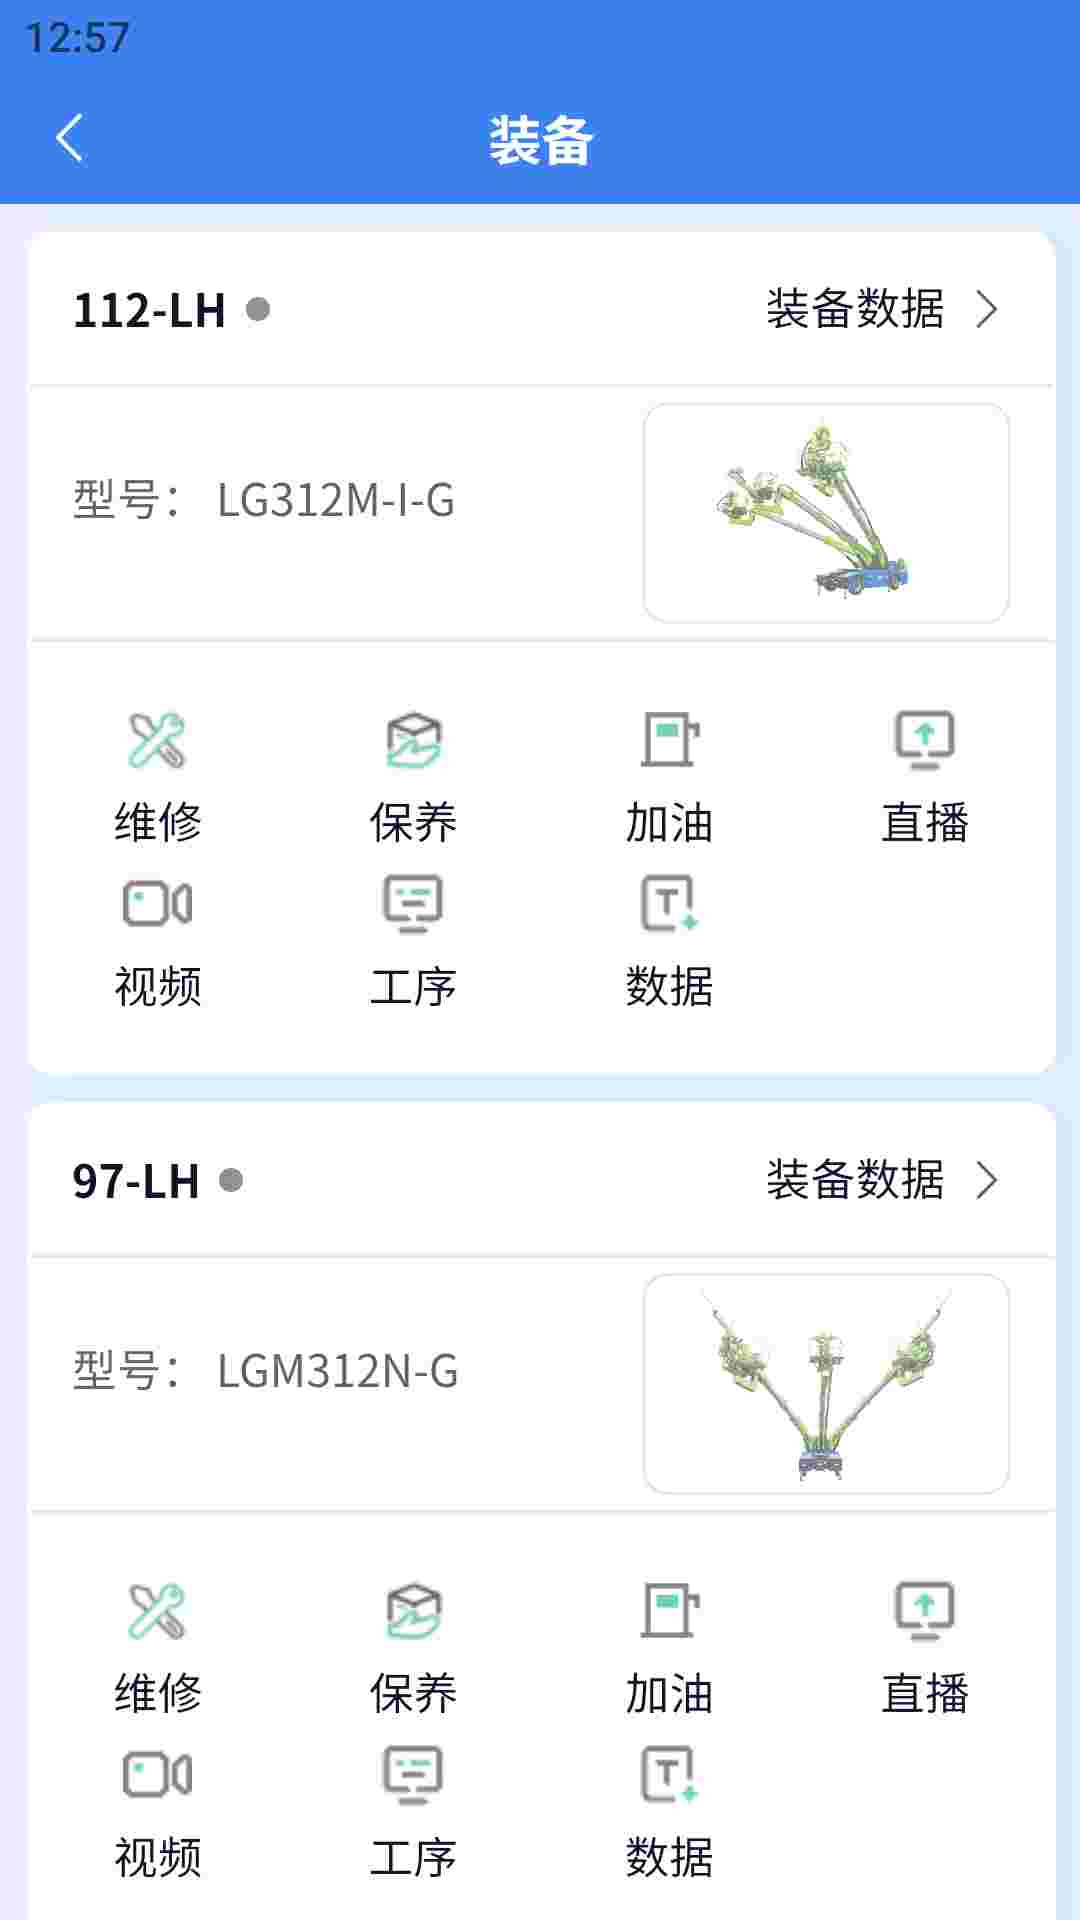 12:57
装备
112-LH 装备数据
型号： LG312M-I-G
维修 保养 加油 直播
视频 工序 数据
97-LH 装备数据
型号： LGM312N-G
维修 保养 加油 直播
视频 工序 数据